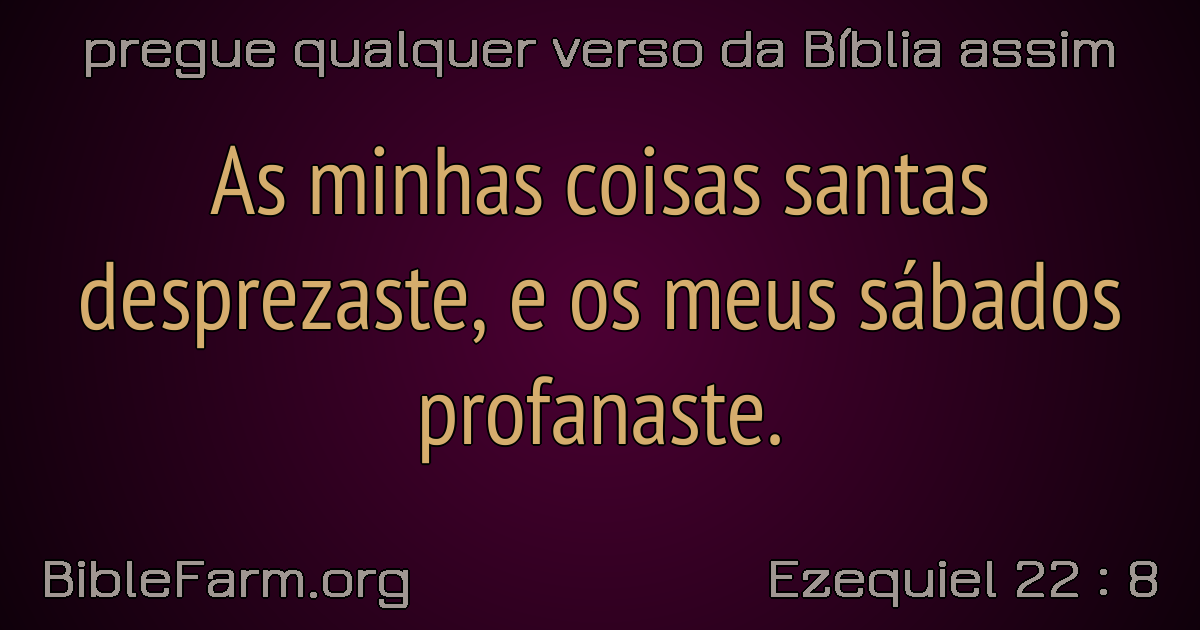 pregue qualquer verso da Bíblia assim
As minhas coisas santas
desprezaste, e os meus sábados
profanaste.
BibleFarm.org
Ezequiel 22 : 8